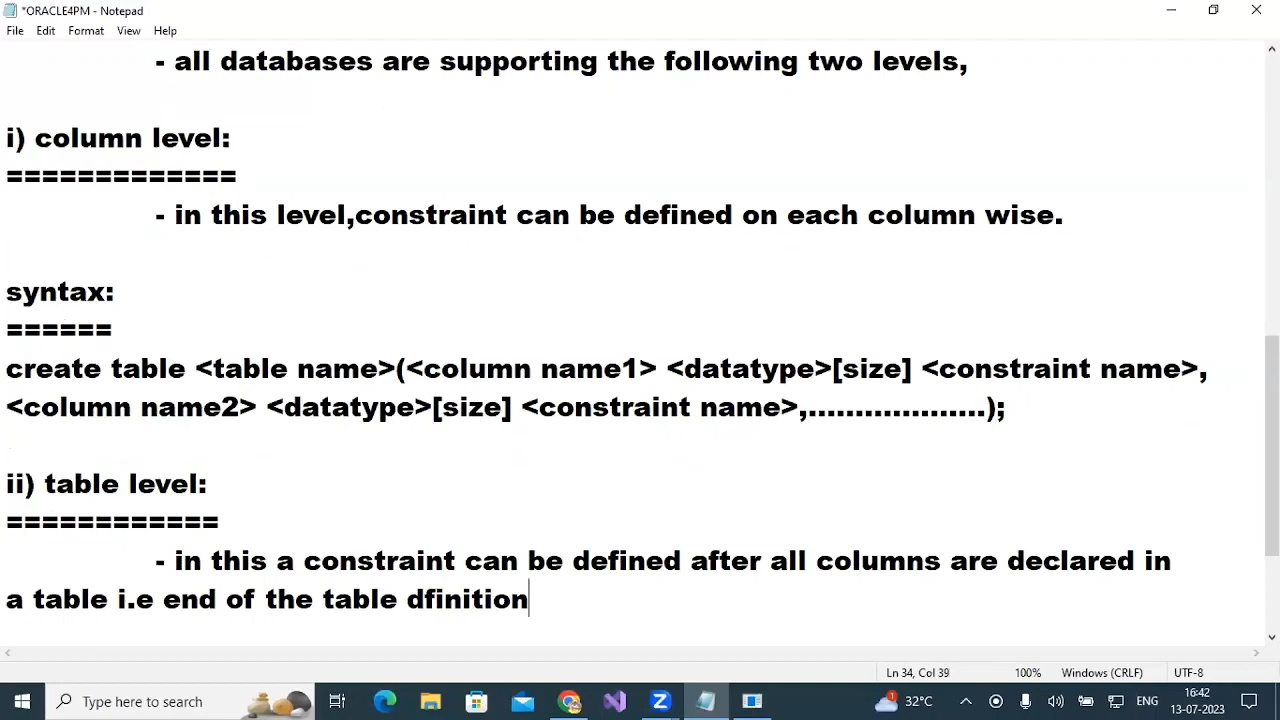 *ORACLE4PM - Notepad
File Edit Format View Help
- all databases are supporting the following two levels,
i) column level:
=============
- in this level,constraint can be defined on each column wise.
syntax:
======
create table <table name>(<column name1> <datatype>[size] <constraint name>,
<column name2> <datatype>[size] <constraint name>,...................);
ii) table level:
============
- in this a constraint can be defined after all columns are declared in
a table i.e end of the table dfinition
Ln 34, Col 39 100% Windows (CRLF) UTF-8
Type here to search 1 32°C ENG 16:42
13-07-2023